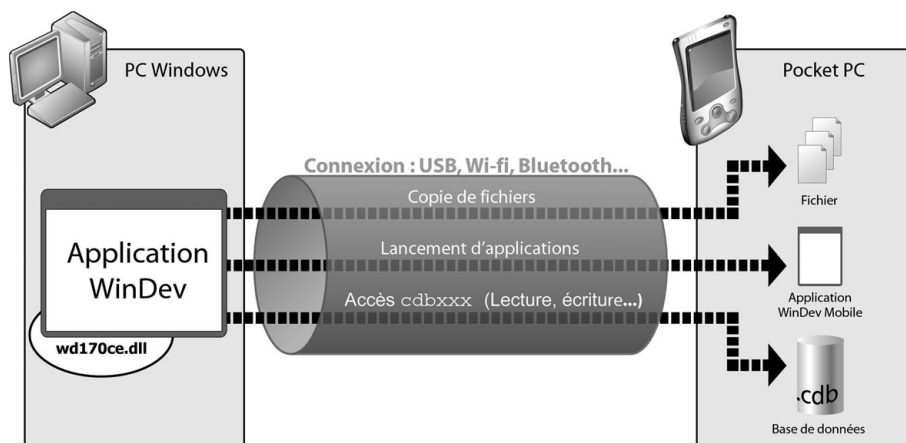 PC Windows
Pocket PC
Connexion : USB, Wi-fi, Bluetooth...
Copie de fichiers
Fichier
Application
WinDev
Lancement d'applications
Application
WinDev Mobile
Accès cdbxxx (Lecture, écriture...)
wd170ce.dll
.cdb
Base de données